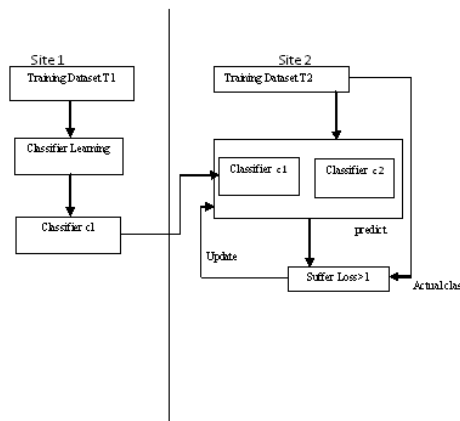 Site 1
Training Dataset T1
Classifier Learning
Classifier c1
Site 2
Training Dataset T2
Classifier c1
Classifier c2
predict
Update
Suffer Loss>1
Actual clas